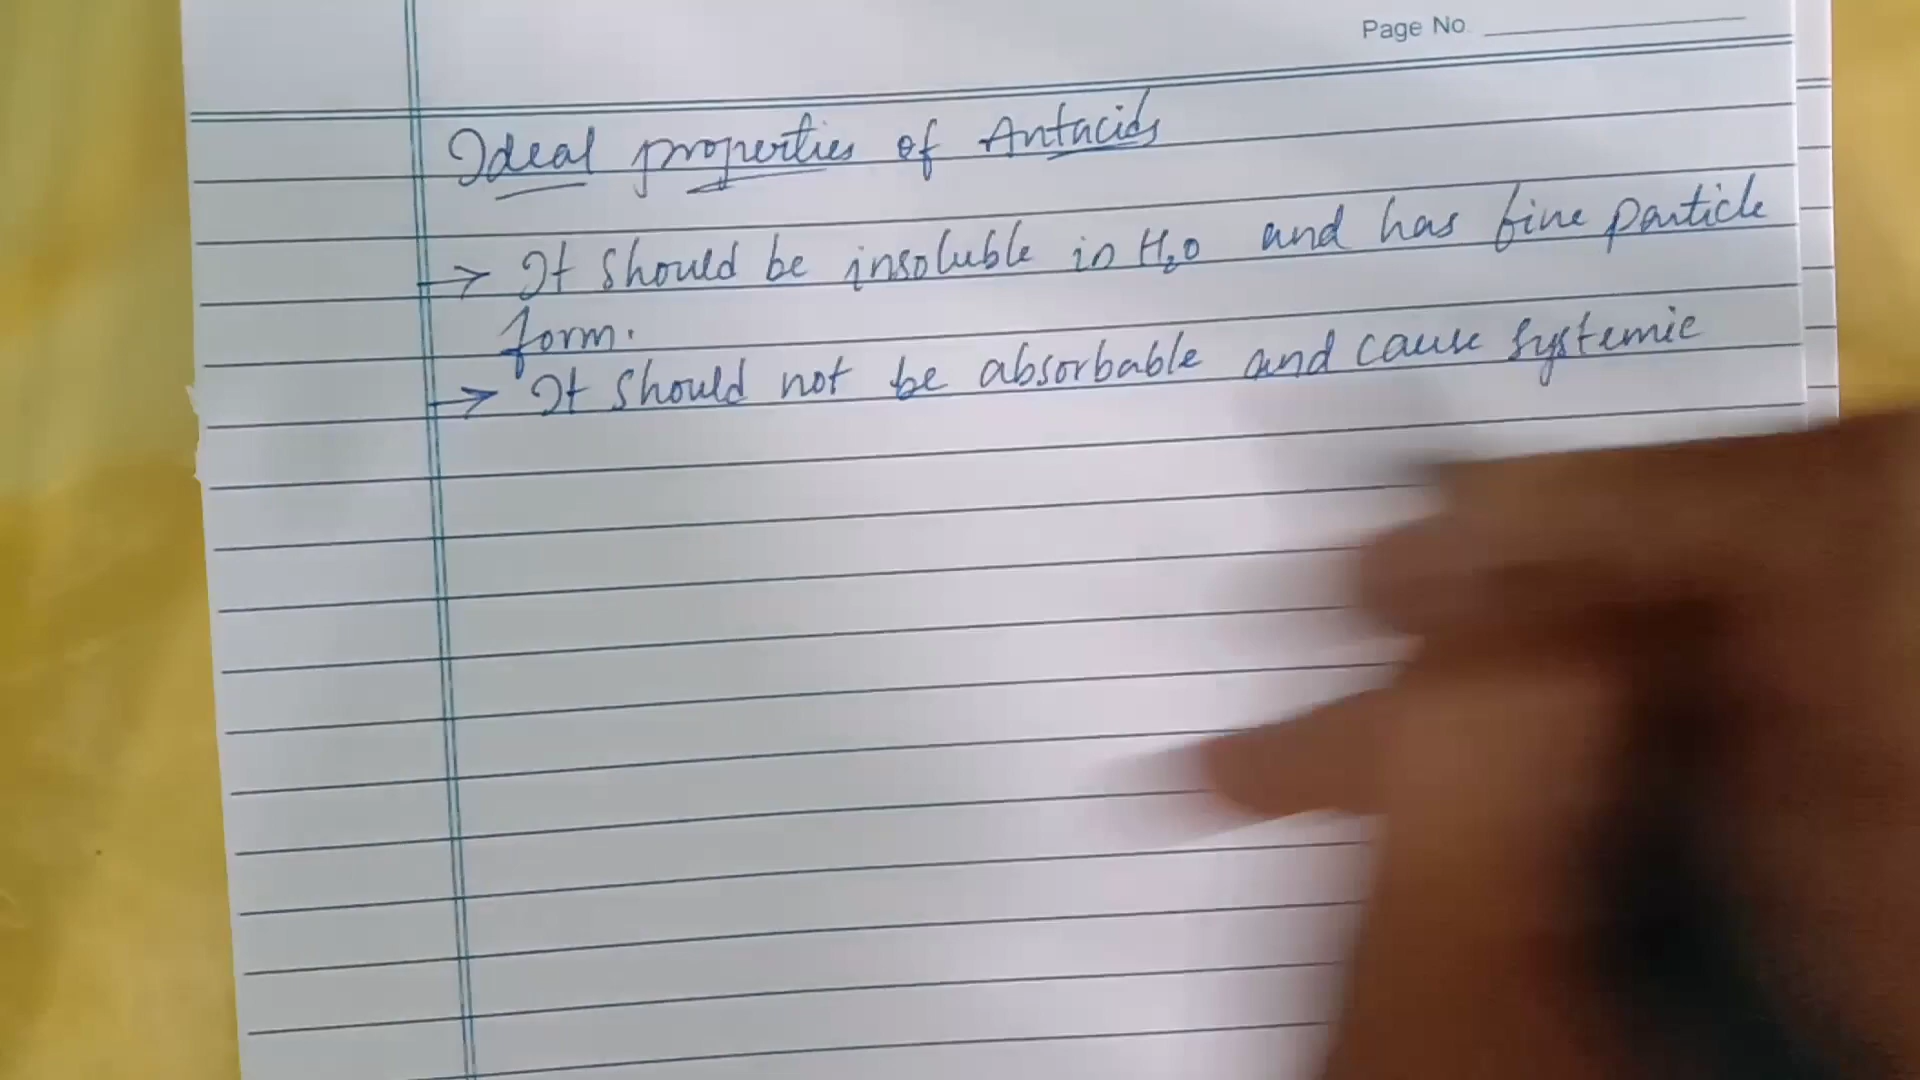 Page No
Ideal properties of Antacids
→ It should be insoluble in H₂O and has fine particle
form.
→ It should not be absorbable and cause systemic